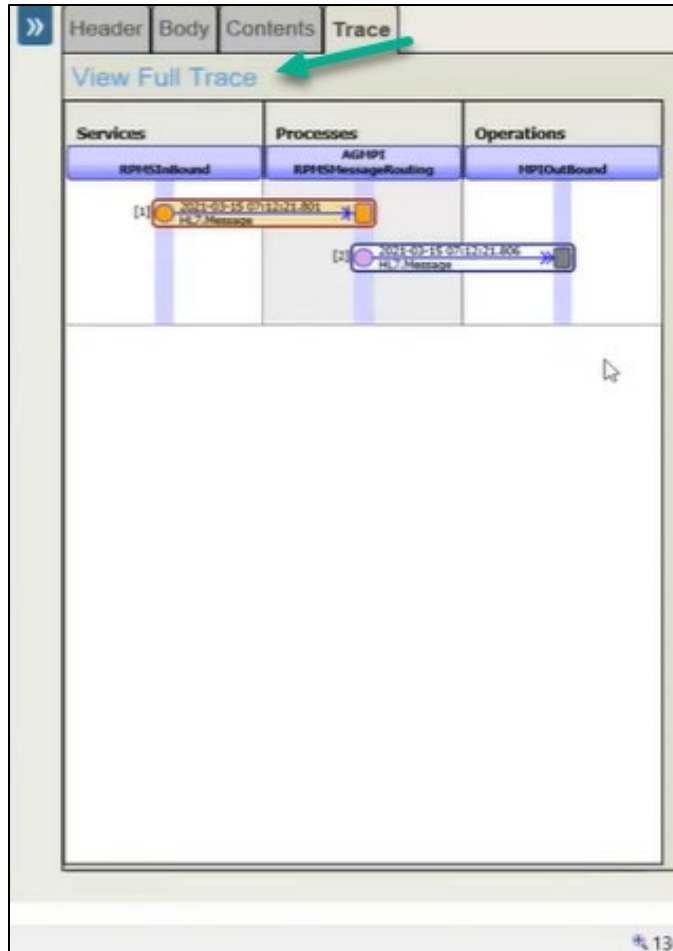 »
Header Body Contents Trace
View Full Trace
Services Processes Operations
RPMSInBound AGMPI RPMSMessageRouting MPIOutBound
[1] 2021-03-15 07:12:21.801
HL7.Message
[2] 2021-03-15 07:12:21.806
HL7.Message
13